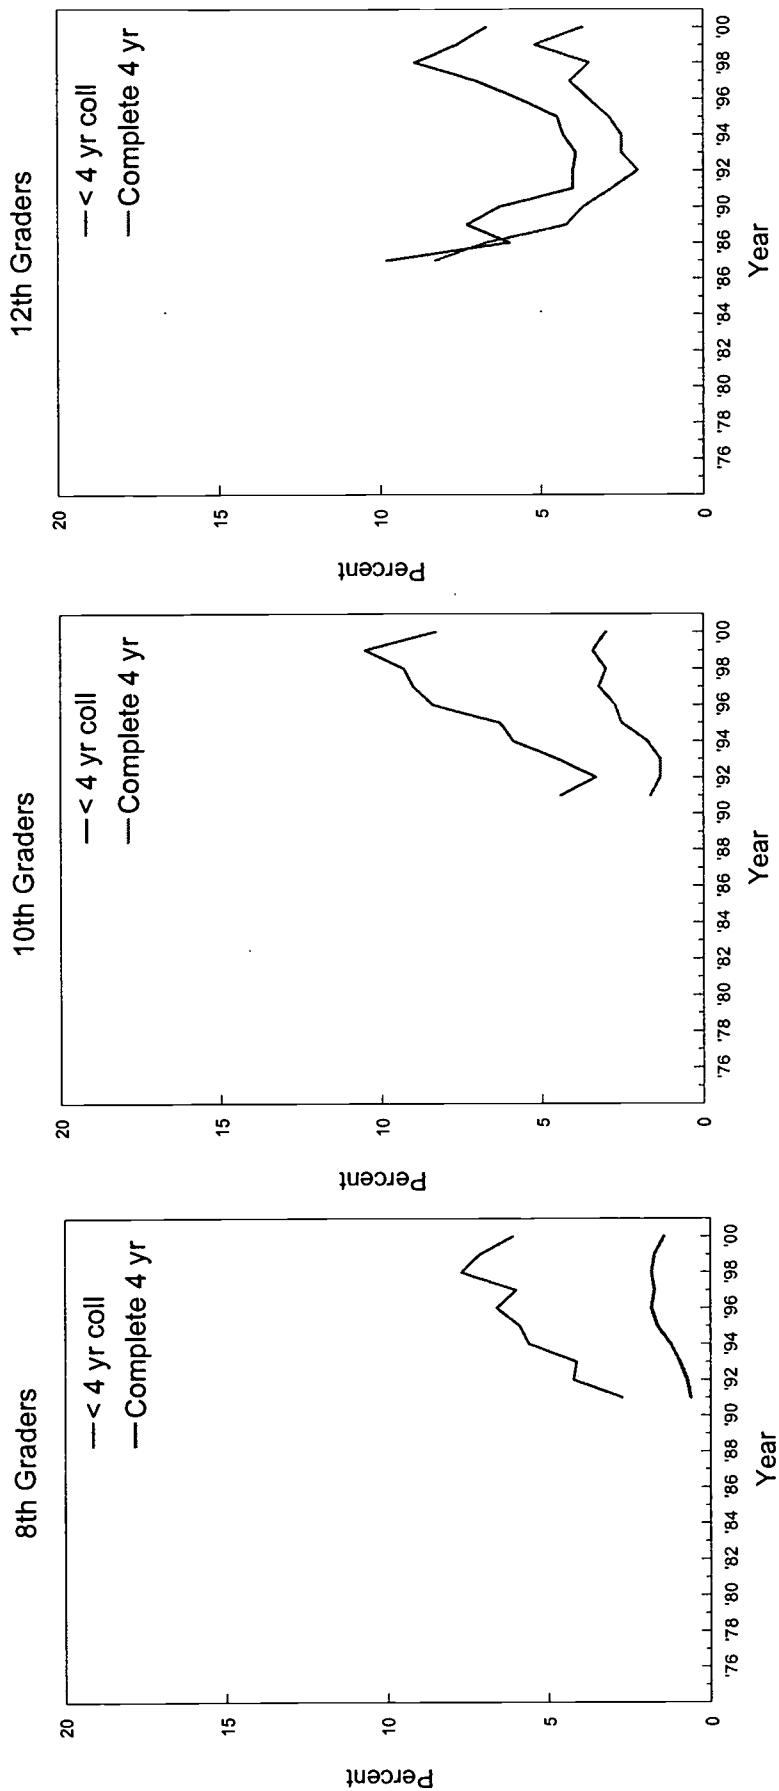 8th Graders
< 4 yr coll
Complete 4 yr
Percent
20
15
10
5
0
'76 '78 '80 '82 '84 '86 '88 '90 '92 '94 '96 '98 '00
Year
10th Graders
< 4 yr coll
Complete 4 yr
Percent
20
15
10
5
0
'76 '78 '80 '82 '84 '86 '88 '90 '92 '94 '96 '98 '00
Year
12th Graders
< 4 yr coll
Complete 4 yr
Percent
20
15
10
5
0
'76 '78 '80 '82 '84 '86 '88 '90 '92 '94 '96 '98 '00
Year